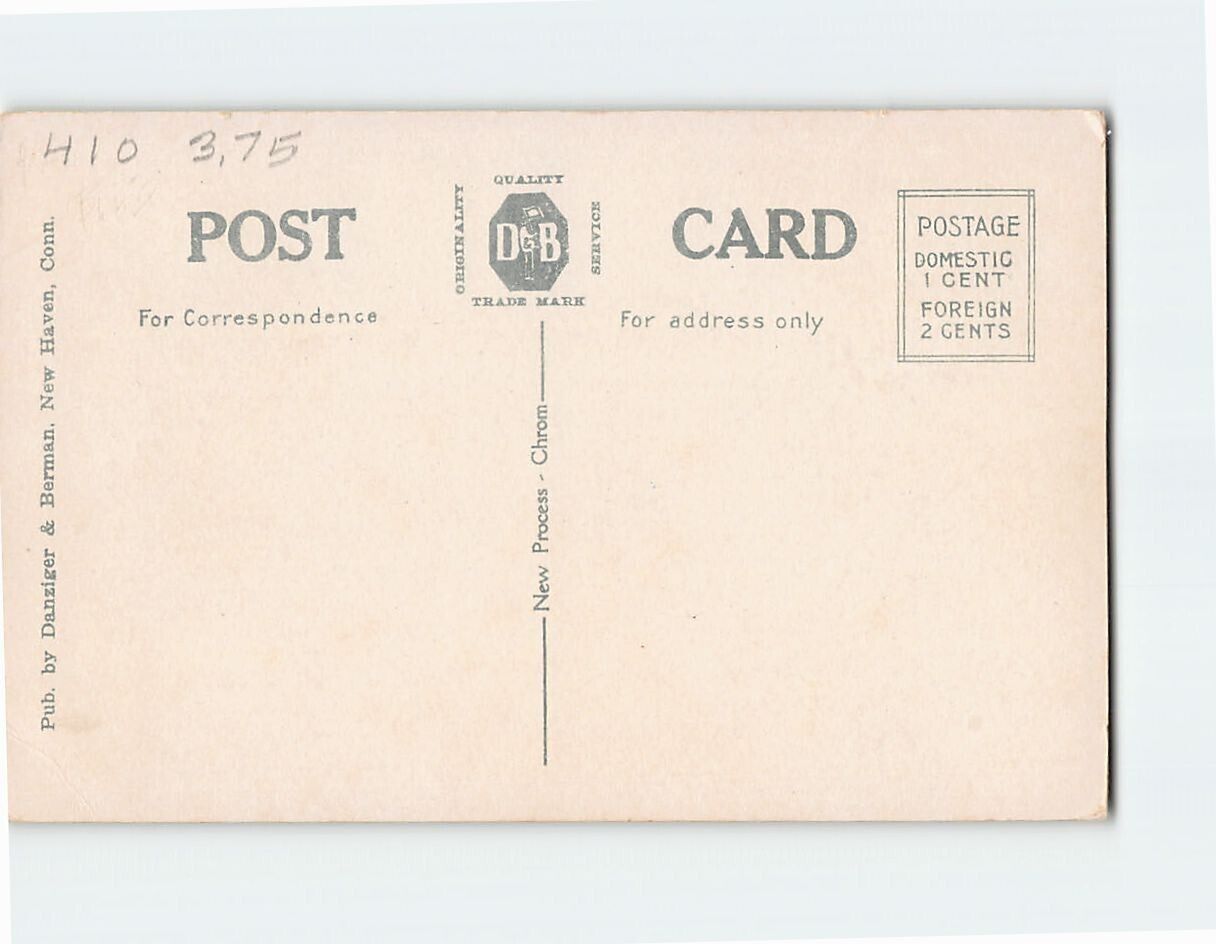 410 3,75
POST
CARD
QUALITY
ORIGINALITY
D & B
SERVICE
TRADE MARK
For Correspondence
For address only
POSTAGE
DOMESTIC
1 CENT
FOREIGN
2 CENTS
New Process - Chrom
Pub. by Danziger & Berman, New Haven, Conn.